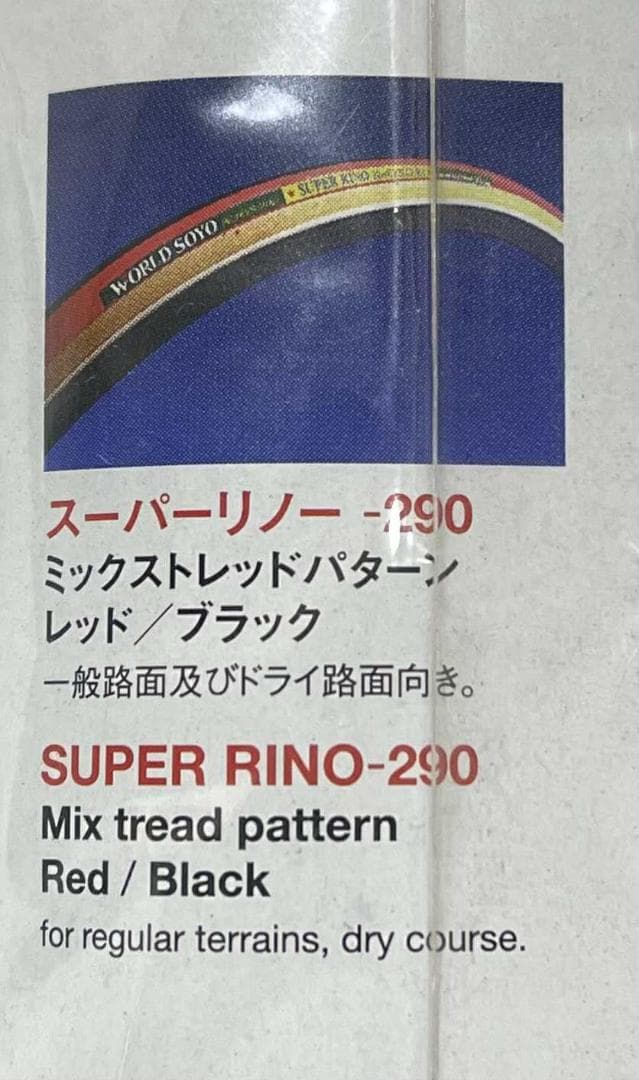 WORLD SOYO
★ SUPER RINO
スーパーリノー -290
ミックストレッドパターン
レッド／ブラック
一般路面及びドライ路面向き。
SUPER RINO-290
Mix tread pattern
Red / Black
for regular terrains, dry course.